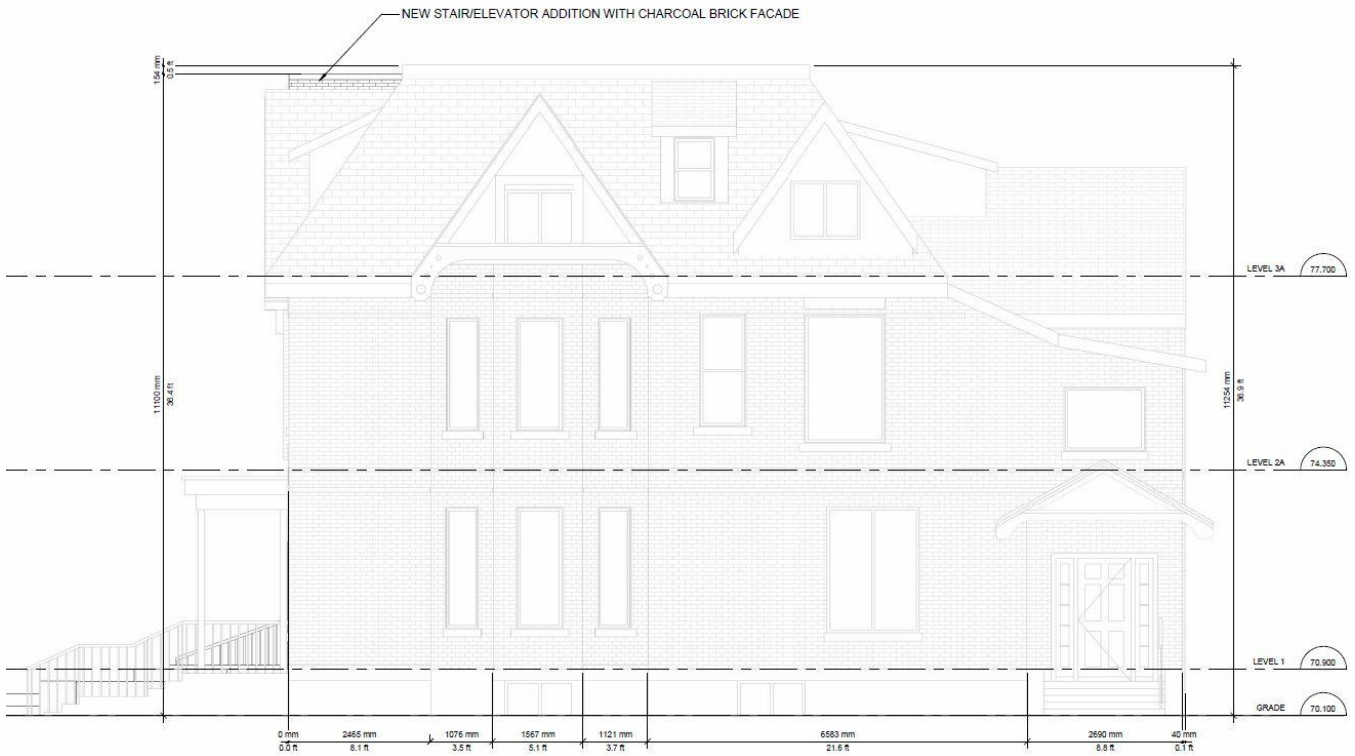 NEW STAIR/ELEVATOR ADDITION WITH CHARCOAL BRICK FACADE
154 mm
0.5 ft
LEVEL 3A 77.700
11100 mm
36.4 ft
11254 mm
36.9 ft
LEVEL 2A 74.350
LEVEL 1 70.900
GRADE 70.100
0 mm 2465 mm 1076 mm 1567 mm 1121 mm 6583 mm 2690 mm 40 mm
0.0 ft 8.1 ft 3.5 ft 5.1 ft 3.7 ft 21.6 ft 8.8 ft 0.1 ft